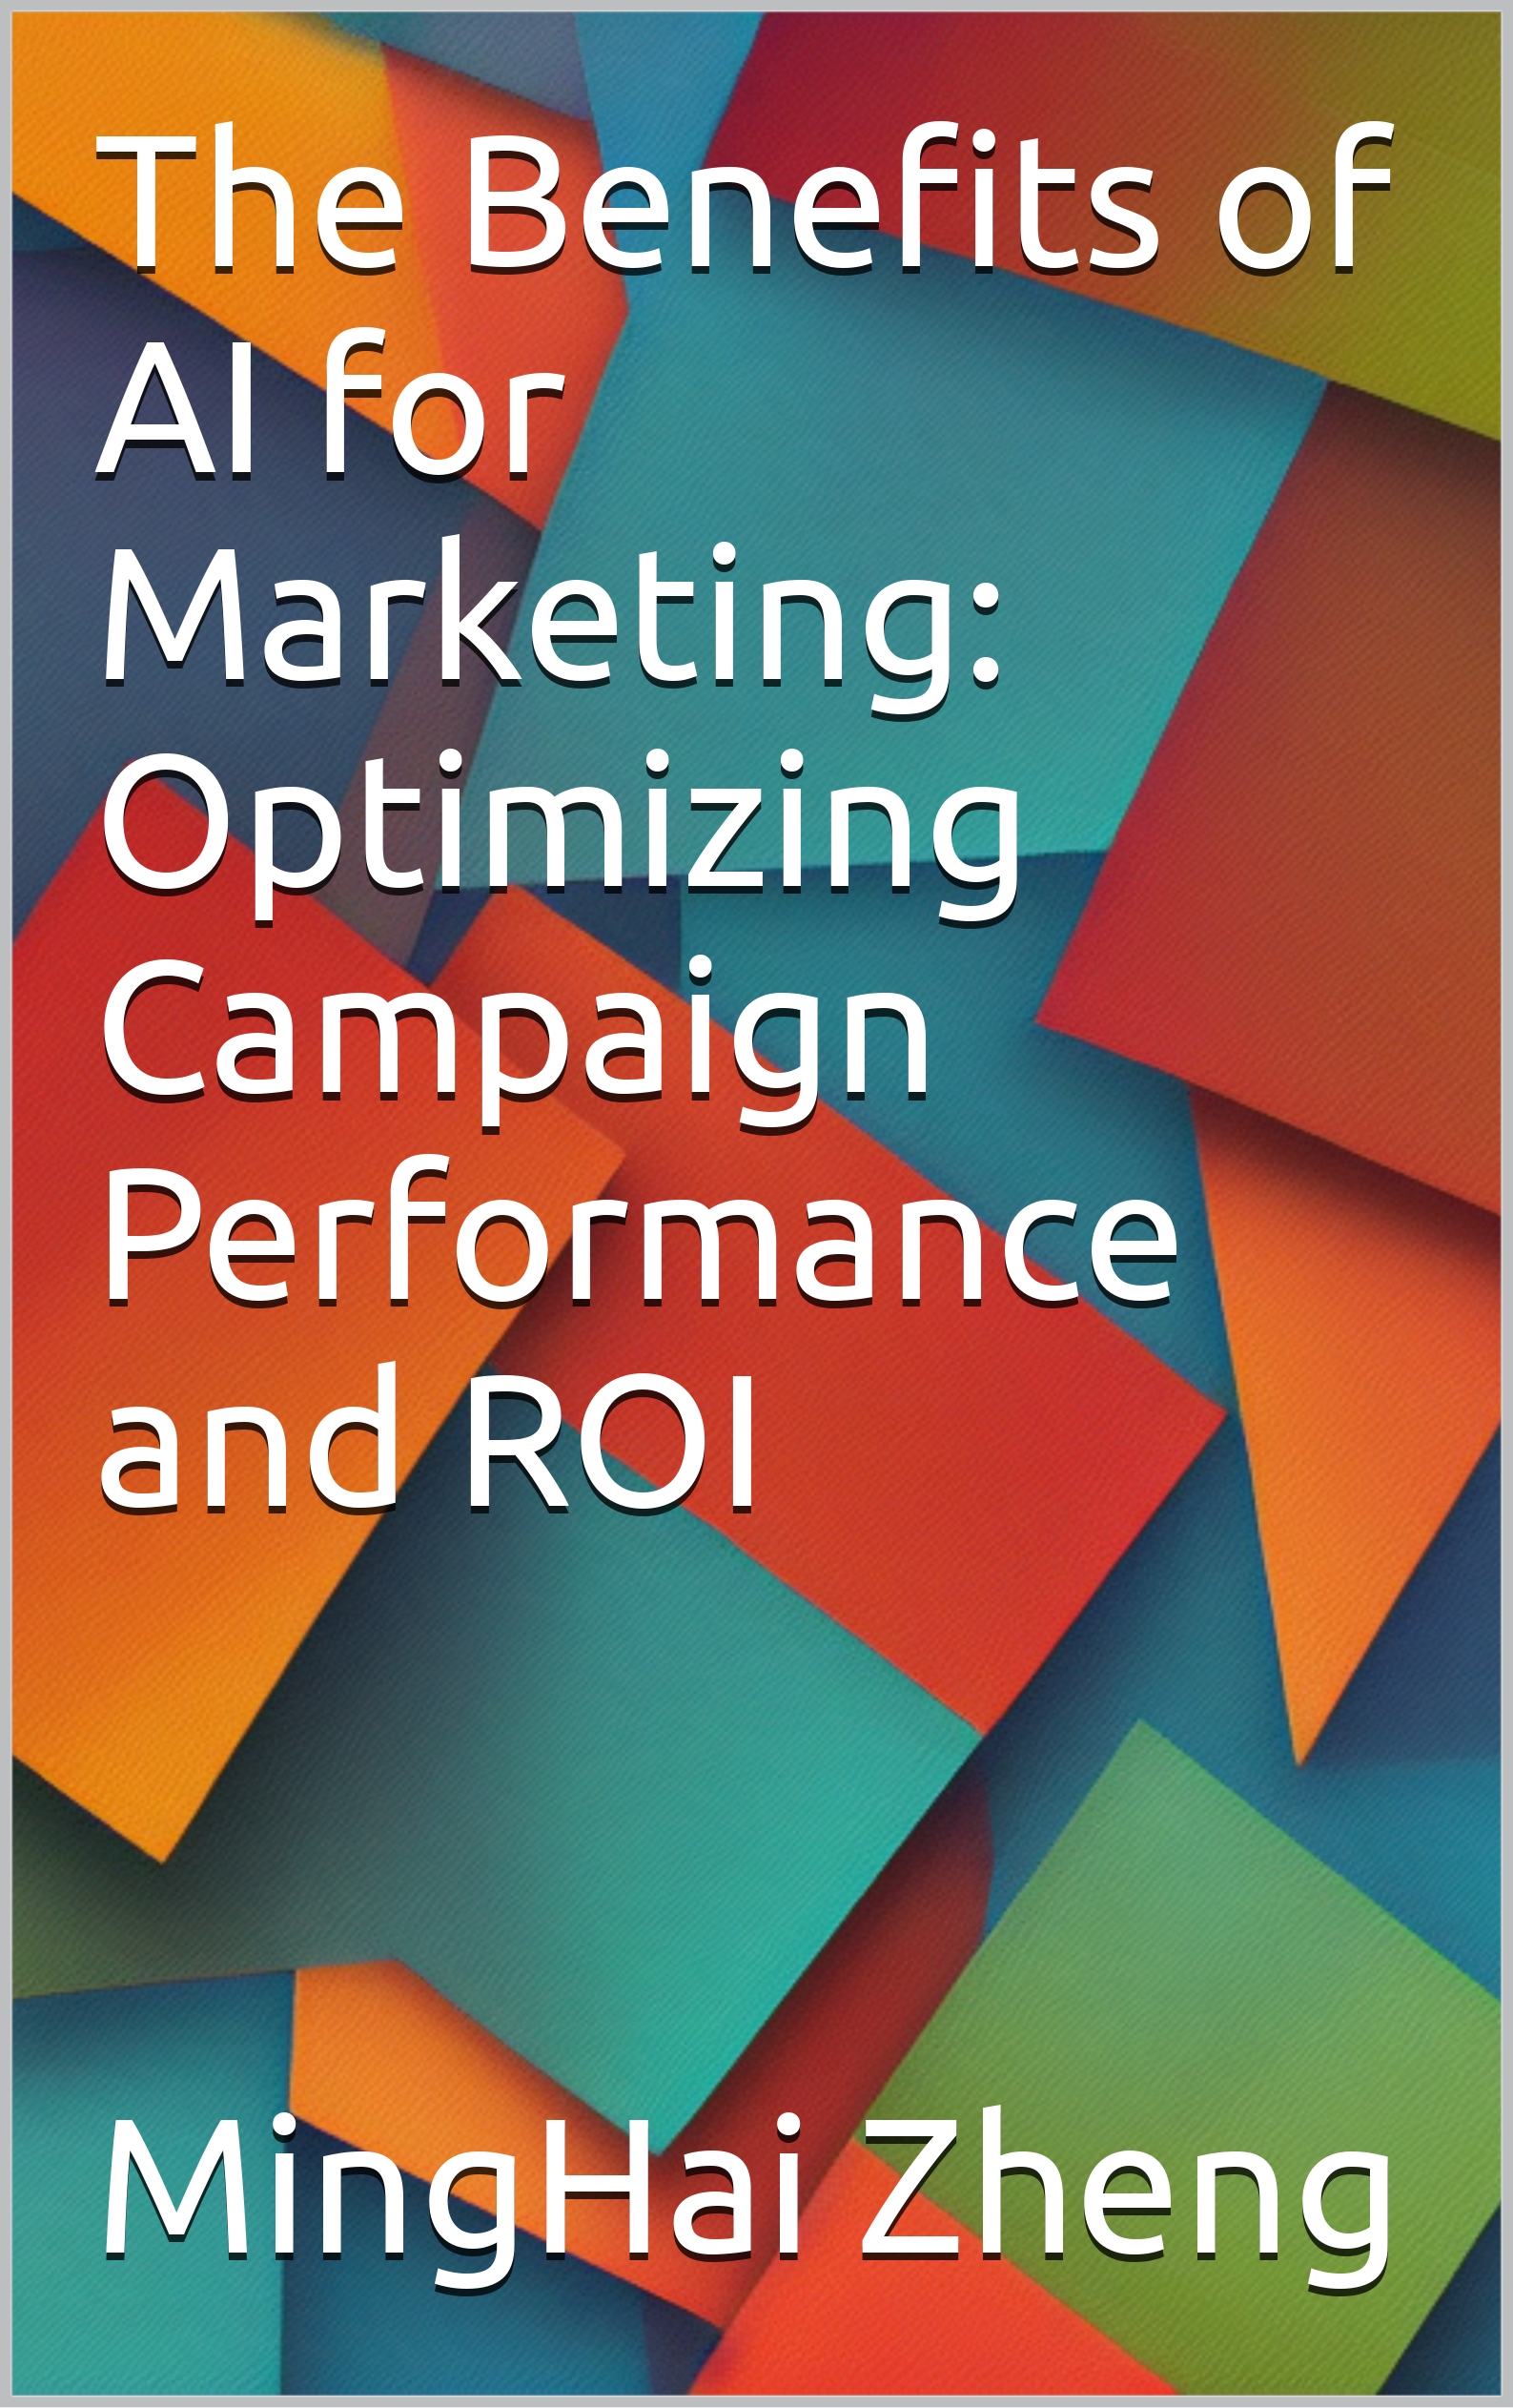 The Benefits of
AI for
Marketing:
Optimizing
Campaign
Performance
and ROI
MingHai Zheng